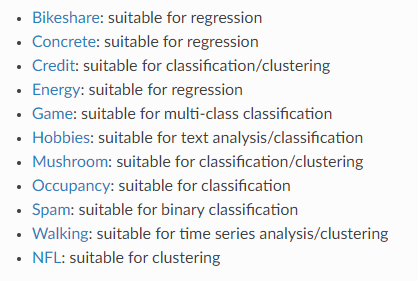 • Bikeshare: suitable for regression
• Concrete: suitable for regression
• Credit: suitable for classification/clustering
• Energy: suitable for regression
• Game: suitable for multi-class classification
• Hobbies: suitable for text analysis/classification
• Mushroom: suitable for classification/clustering
• Occupancy: suitable for classification
• Spam: suitable for binary classification
• Walking: suitable for time series analysis/clustering
• NFL: suitable for clustering